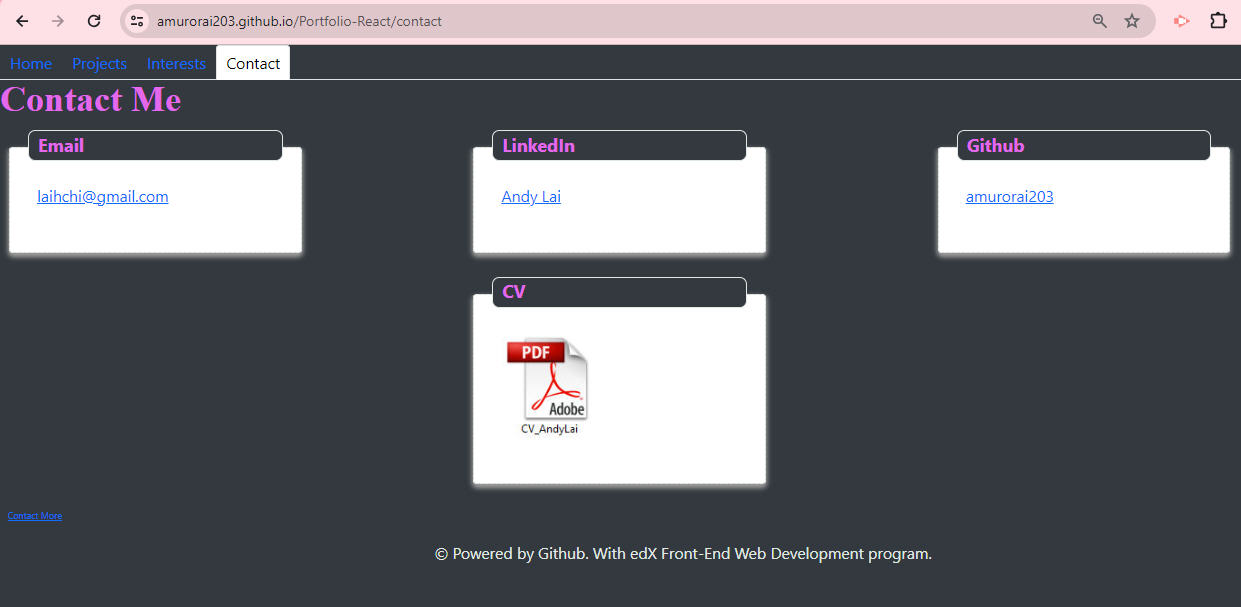 amurorai203.github.io/Portfolio-React/contact
Home Projects Interests Contact
Contact Me
Email
laihchi@gmail.com
LinkedIn
Andy Lai
Github
amurorai203
CV
PDF
Adobe
CV_AndyLai
Contact More
© Powered by Github. With edX Front-End Web Development program.